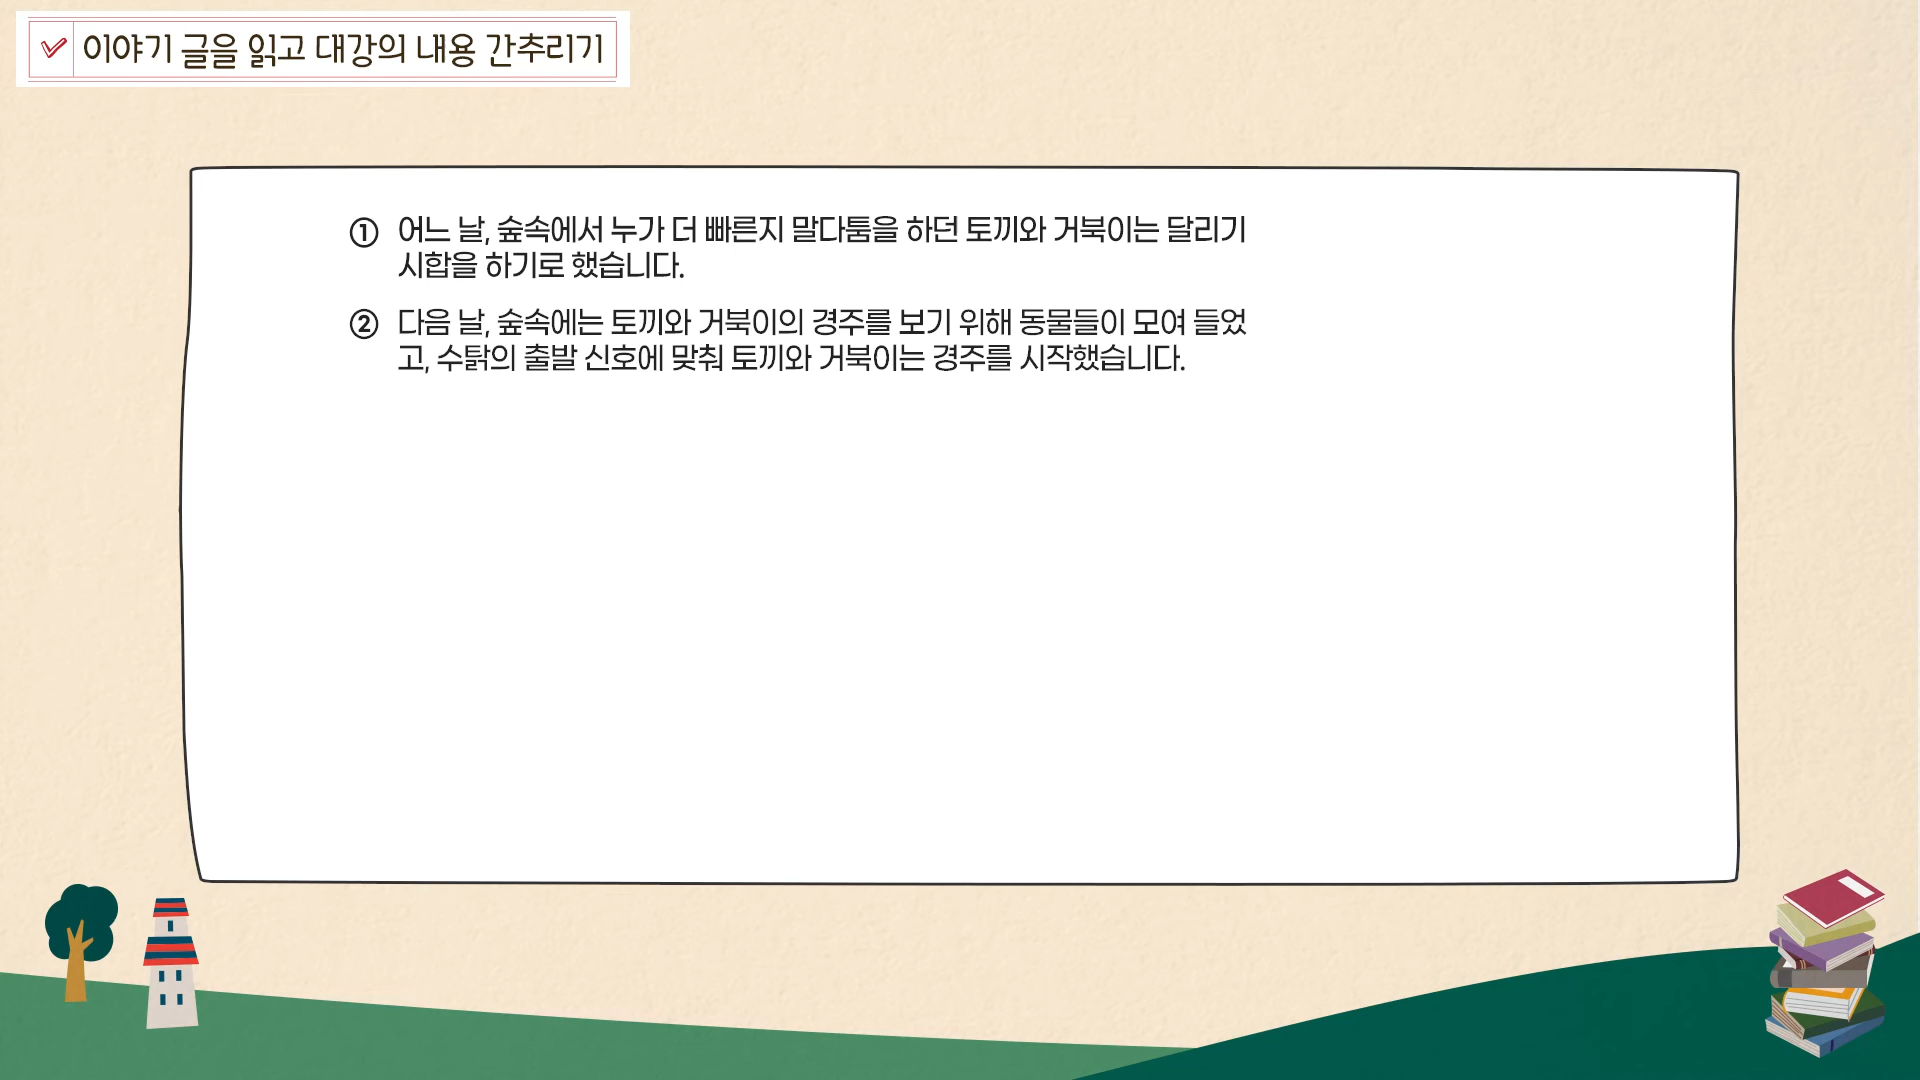 이야기 글을 읽고 대강의 내용 간추리기
① 어느 날, 숲속에서 누가 더 빠른지 말다툼을 하던 토끼와 거북이는 달리기
시합을 하기로 했습니다.
② 다음 날, 숲속에는 토끼와 거북이의 경주를 보기 위해 동물들이 모여 들었
고, 수탉의 출발 신호에 맞춰 토끼와 거북이는 경주를 시작했습니다.